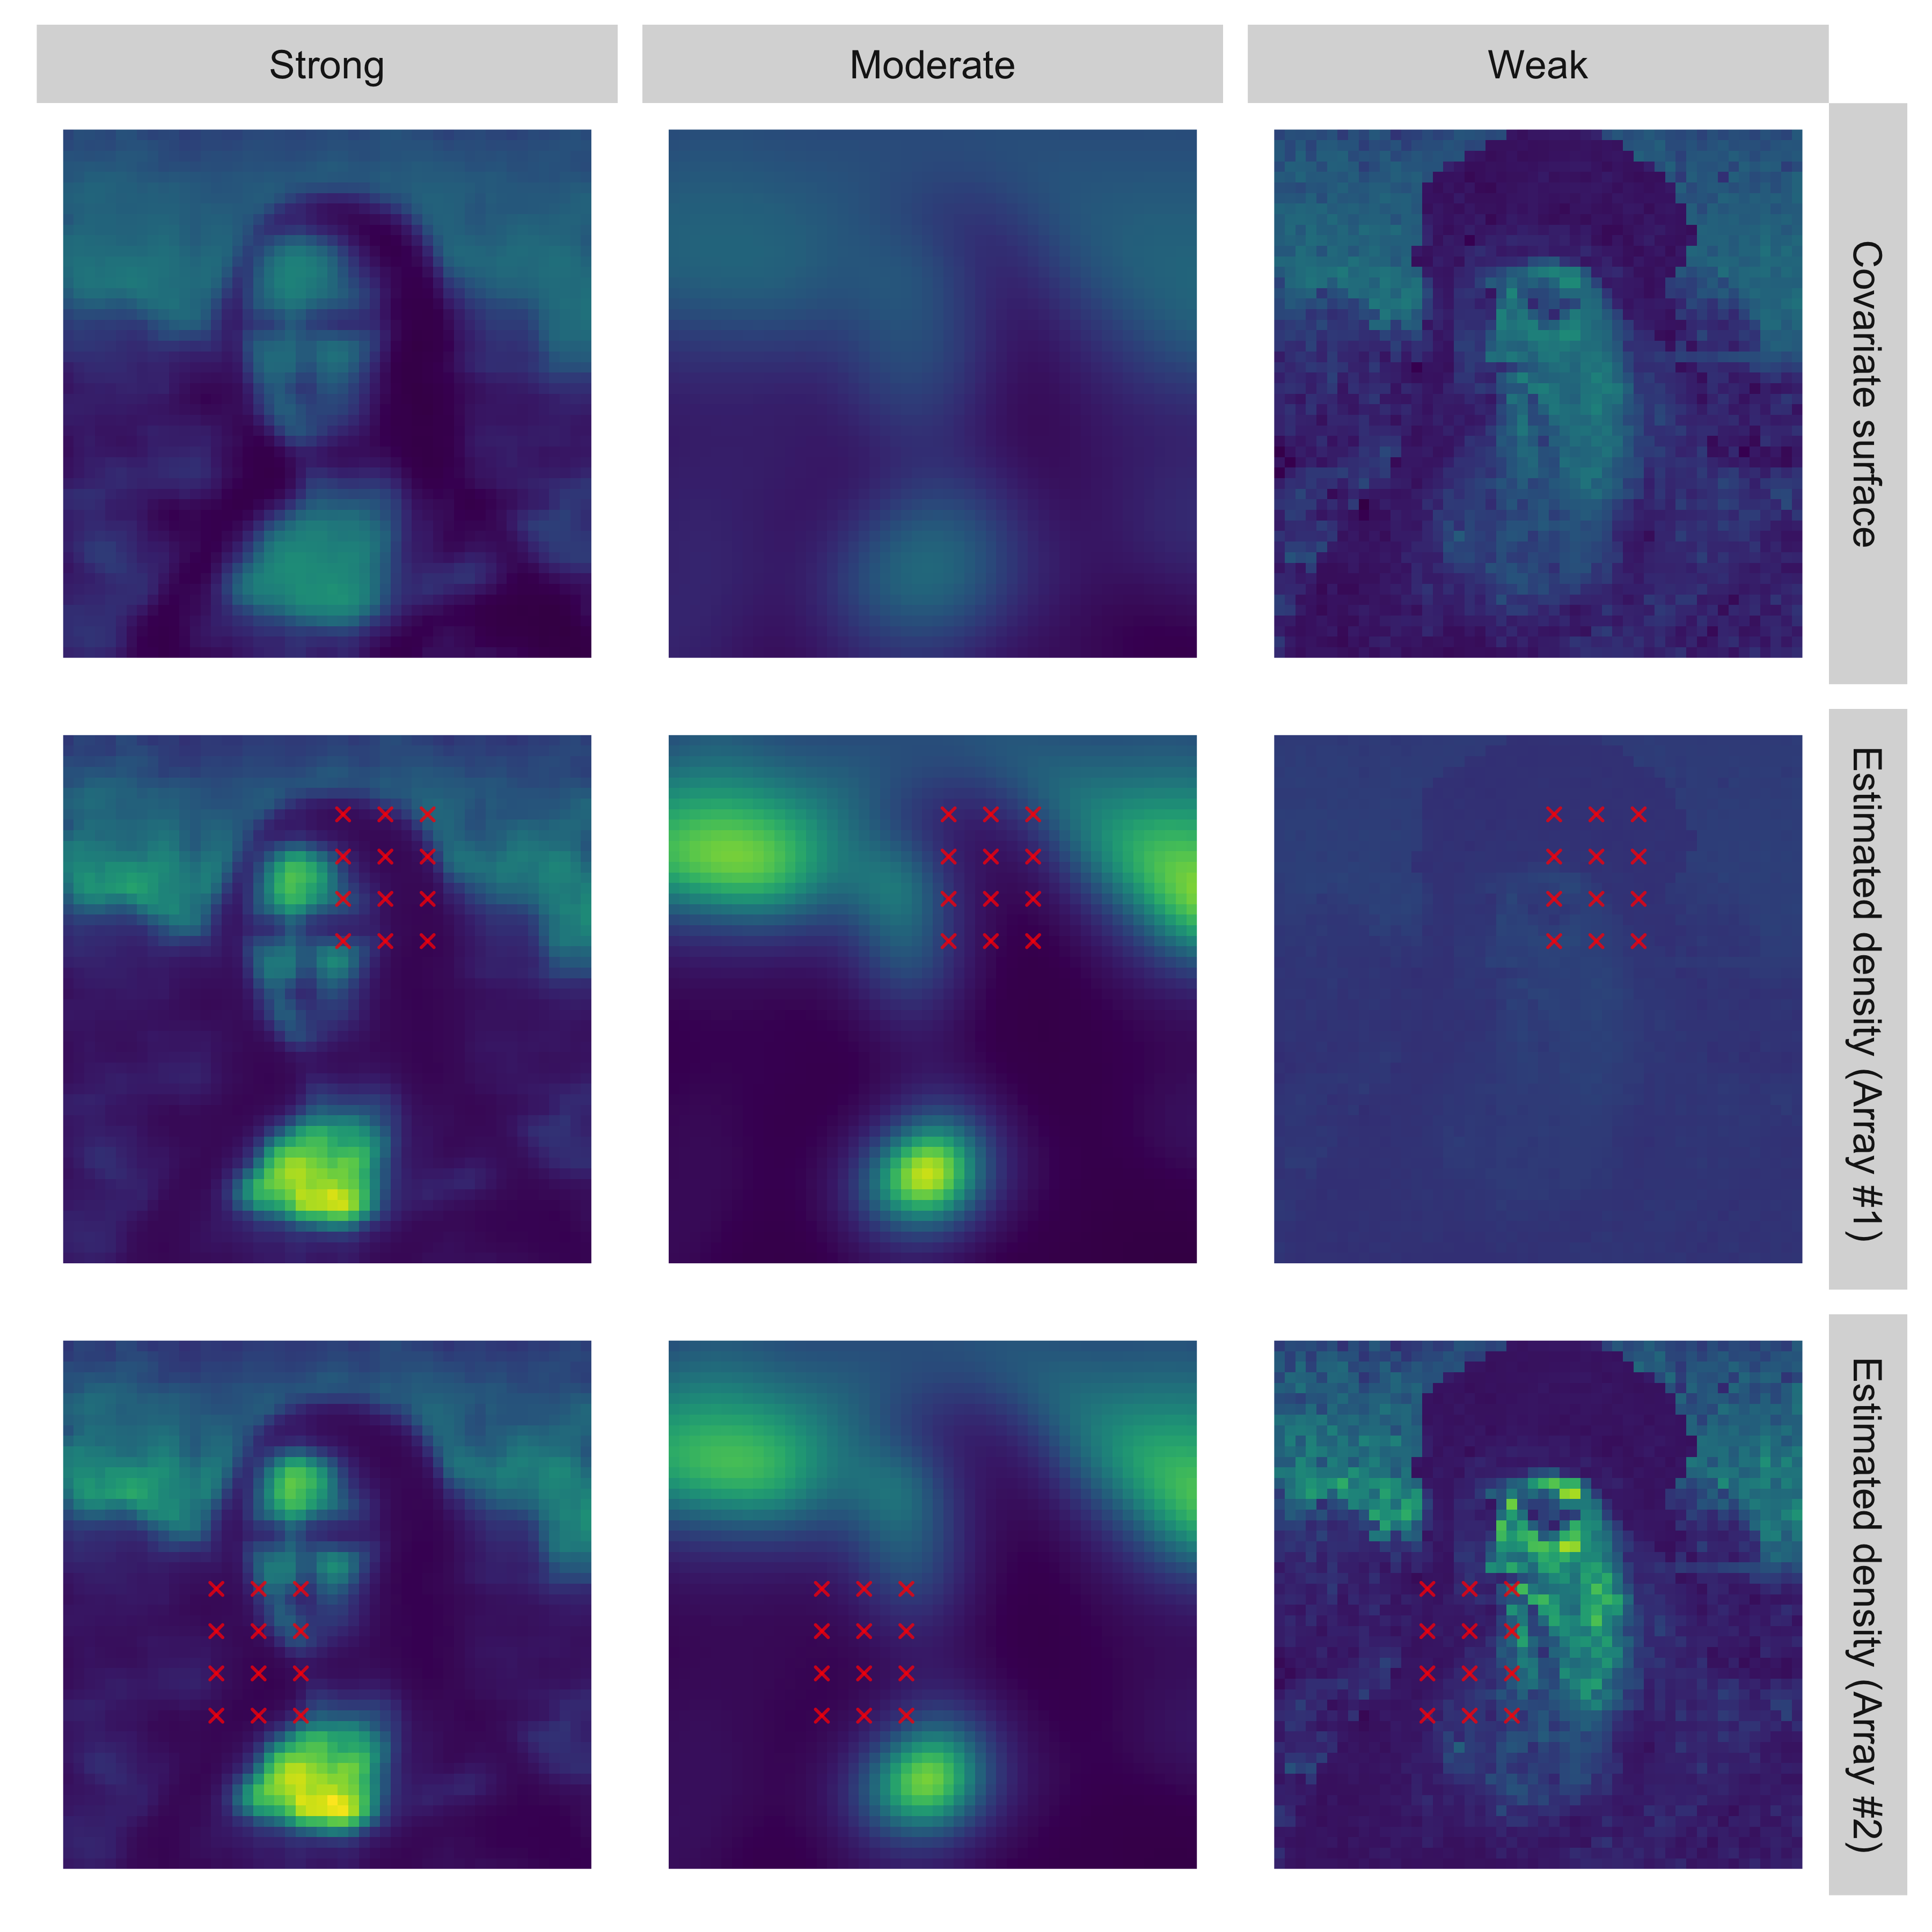 Strong
Moderate
Weak
Covariate surface
Estimated density (Array #1)
Estimated density (Array #2)